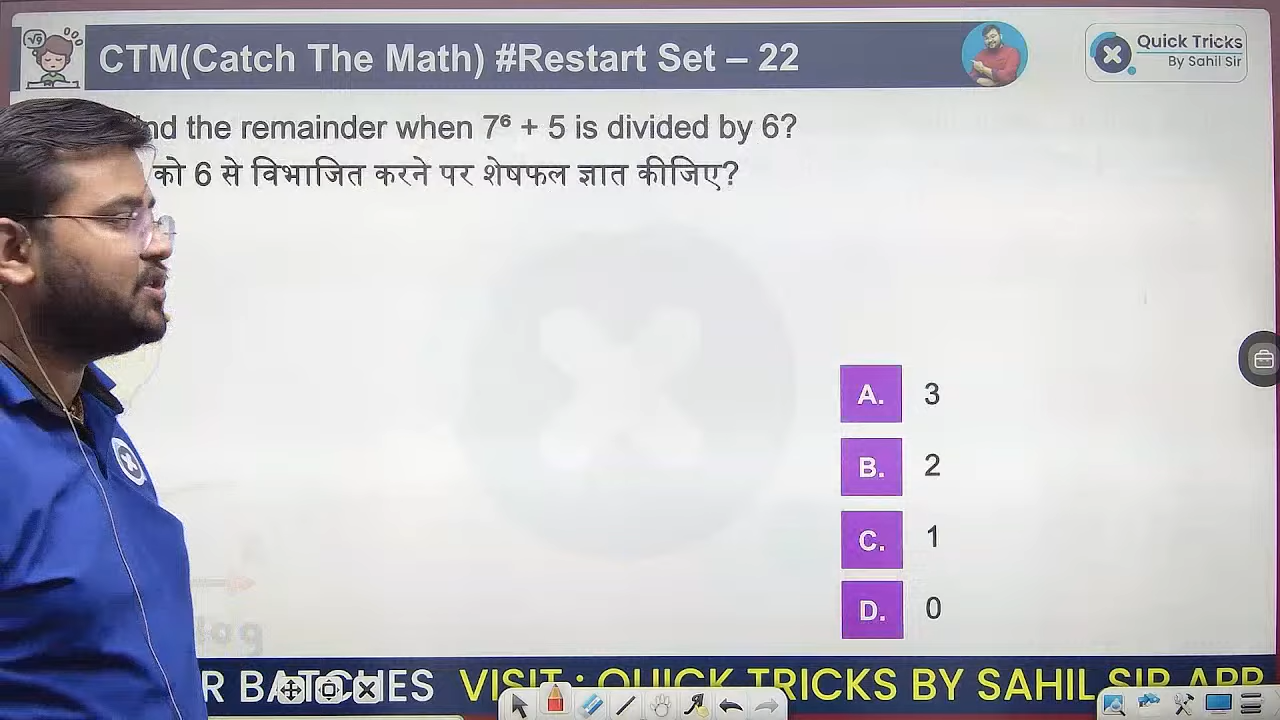 CTM(Catch The Math) #Restart Set – 22
Quick Tricks
By Sahil Sir
the remainder when 7⁶ + 5 is divided by 6?
को 6 से विभाजित करने पर शेषफल ज्ञात कीजिए?
A. 3
B. 2
C. 1
D. 0
R BATCHES VISIT : QUICK TRICKS BY SAHIL SIR APP